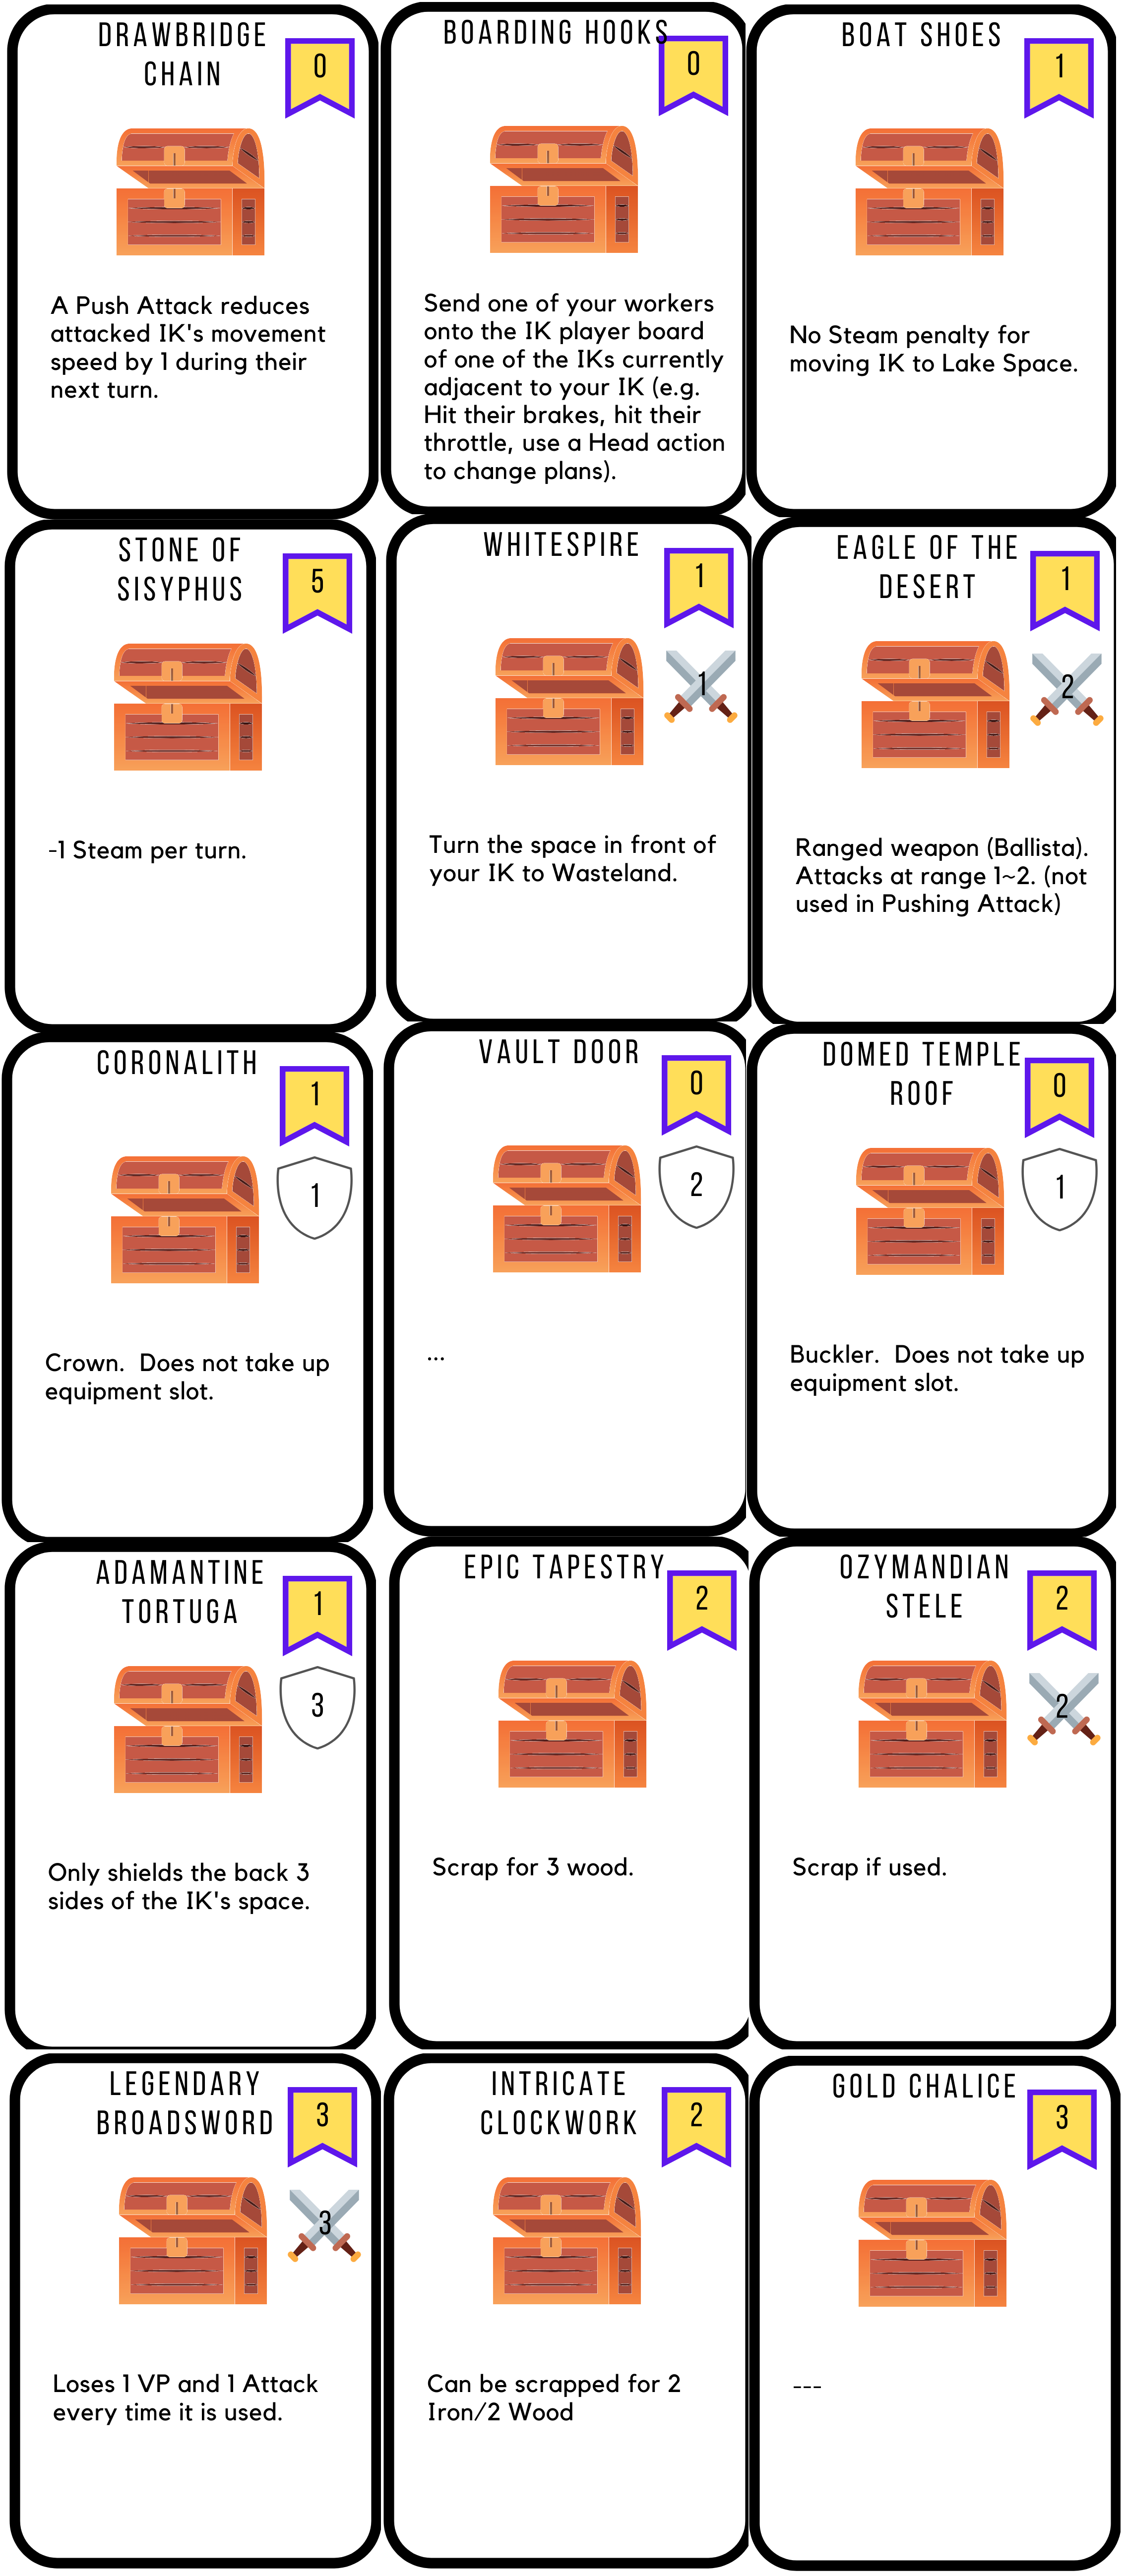 DRAWBRIDGE
CHAIN
0
A Push Attack reduces
attacked IK's movement
speed by 1 during their
next turn.
BOARDING HOOKS
0
Send one of your workers
onto the IK player board
of one of the IKs currently
adjacent to your IK (e.g.
Hit their brakes, hit their
throttle, use a Head action
to change plans).
BOAT SHOES
1
No Steam penalty for
moving IK to Lake Space.
STONE OF
SISYPHUS
5
-1 Steam per turn.
WHITESPIRE
1
1
Turn the space in front of
your IK to Wasteland.
EAGLE OF THE
DESERT
1
2
Ranged weapon (Ballista).
Attacks at range 1~2. (not
used in Pushing Attack)
CORONALITH
1
1
Crown.  Does not take up
equipment slot.
VAULT DOOR
0
2
...
DOMED TEMPLE
ROOF
0
1
Buckler.  Does not take up
equipment slot.
ADAMANTINE
TORTUGA
1
3
Only shields the back 3
sides of the IK's space.
EPIC TAPESTRY
2
Scrap for 3 wood.
OZYMANDIAN
STELE
2
2
Scrap if used.
LEGENDARY
BROADSWORD
3
3
Loses 1 VP and 1 Attack
every time it is used.
INTRICATE
CLOCKWORK
2
Can be scrapped for 2
Iron/2 Wood
GOLD CHALICE
3
---